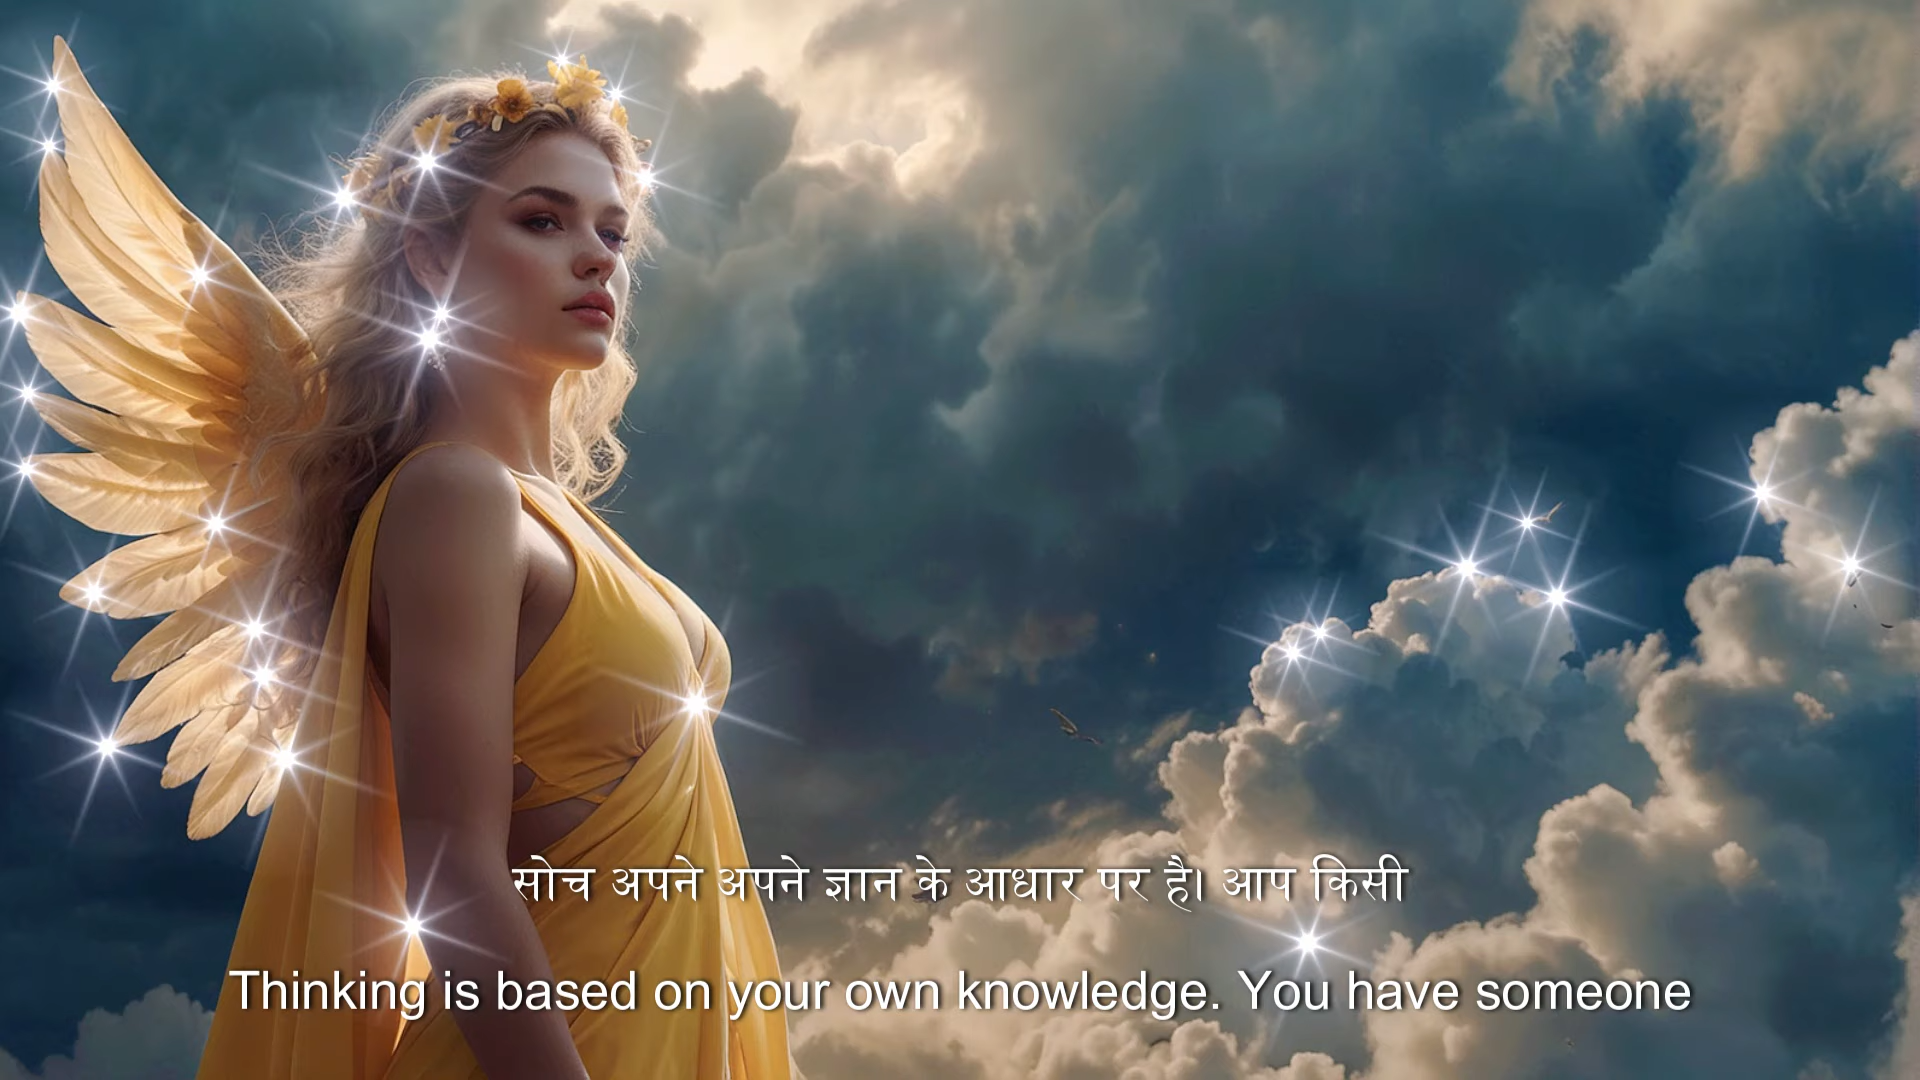 सोच अपने अपने ज्ञान के आधार पर है। आप किसी
Thinking is based on your own knowledge. You have someone